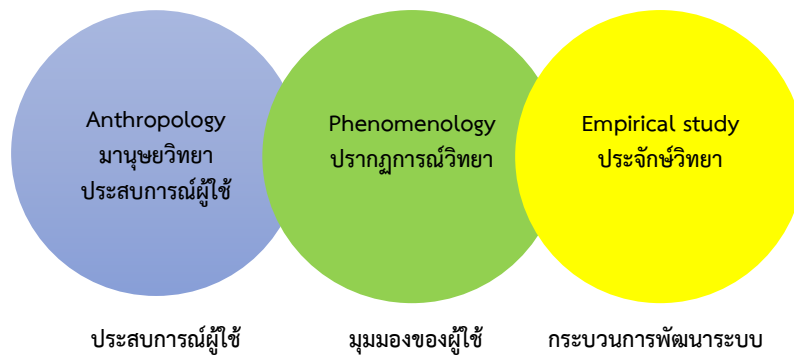 Anthropology
มานุษยวิทยา
ประสบการณ์ผู้ใช้
Phenomenology
ปรากฏการณ์วิทยา
Empirical study
ประจักษ์วิทยา
ประสบการณ์ผู้ใช้
มุมมองของผู้ใช้
กระบวนการพัฒนาระบบ